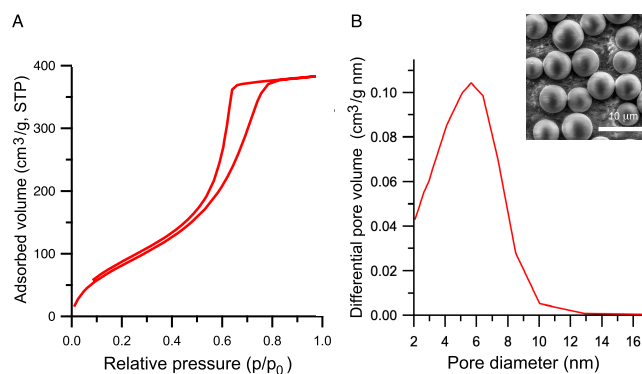 A
B
Adsorbed volume (cm3/g, STP)
400
300
200
100
0
0.0 0.2 0.4 0.6 0.8 1.0
Relative pressure (p/p0)
Differential pore volume (cm3/g nm)
0.10
0.08
0.06
0.04
0.02
0.00
2 4 6 8 10 12 14 16
Pore diameter (nm)
10 µm